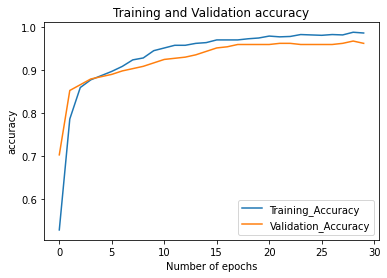 Training and Validation accuracy
accuracy
1.0
0.9
0.8
0.7
0.6
0 5 10 15 20 25 30
Number of epochs
Training_Accuracy
Validation_Accuracy